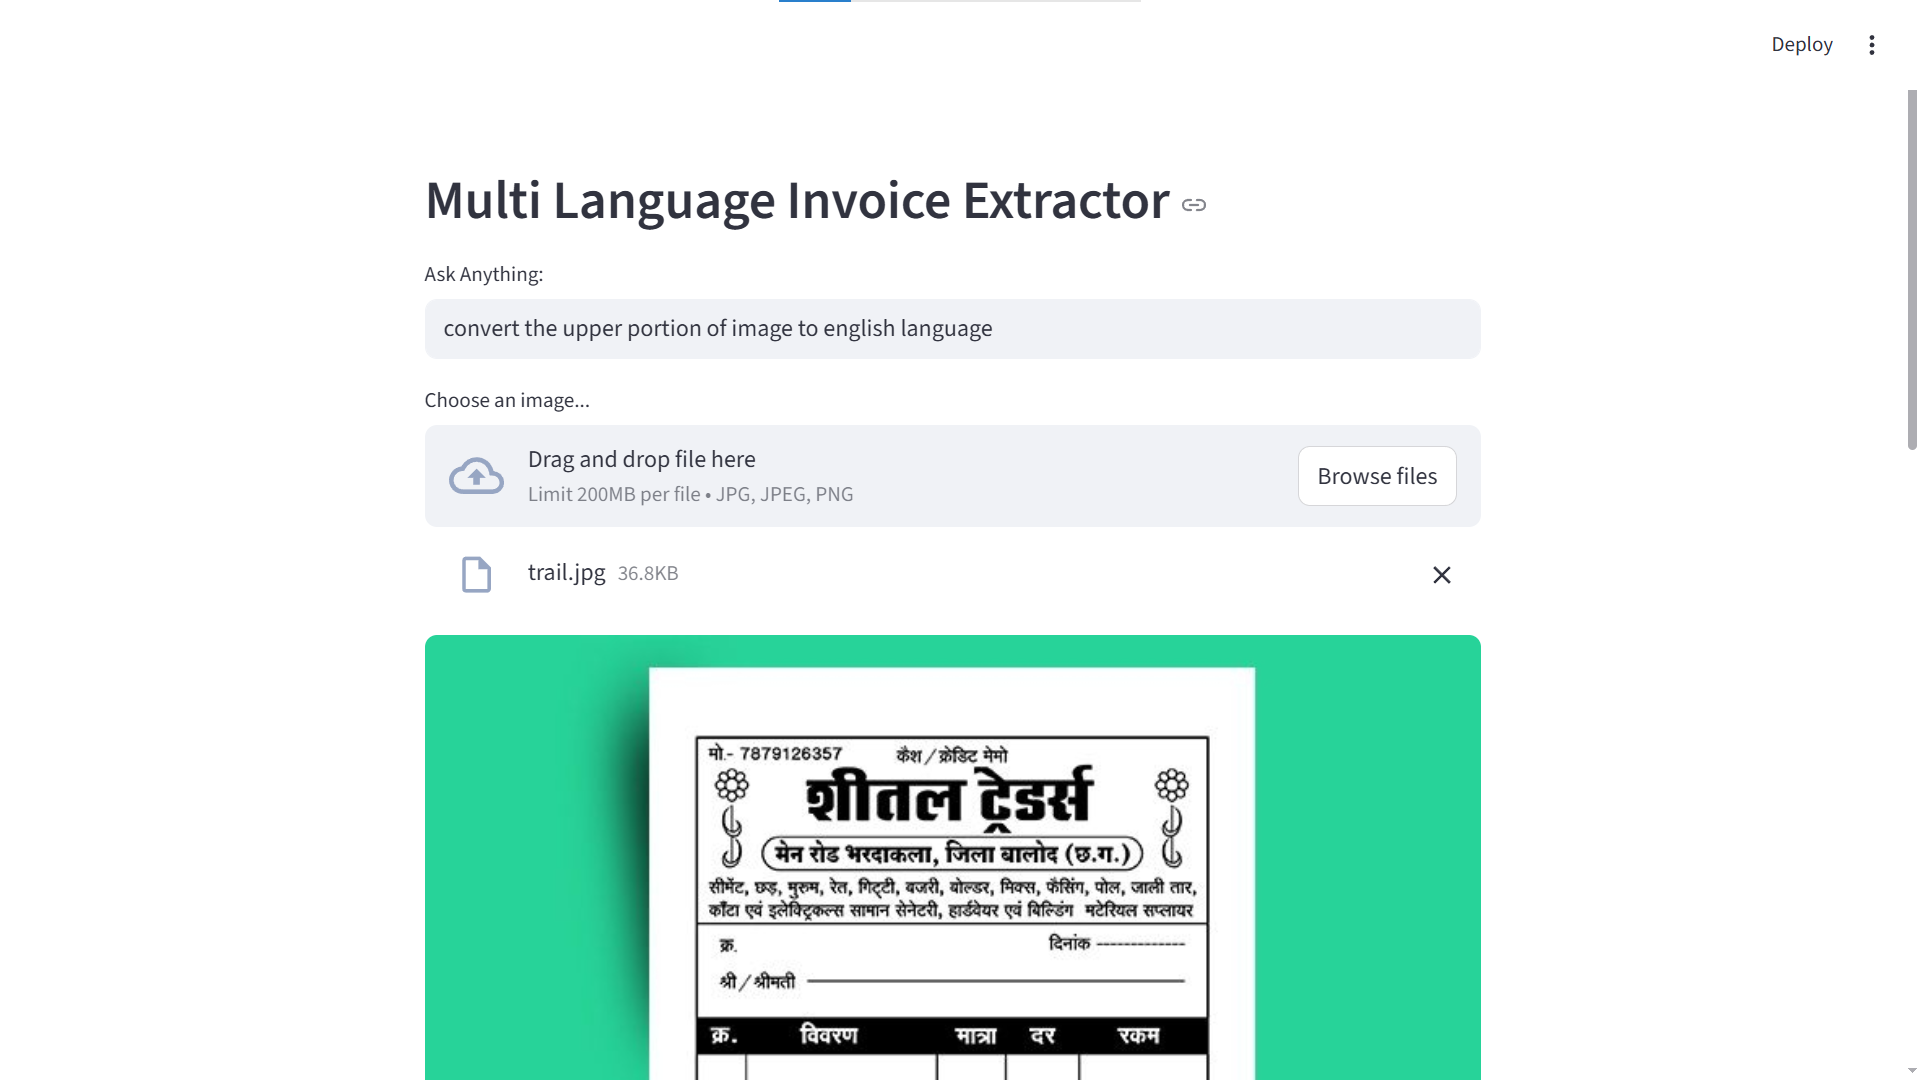 Deploy
Multi Language Invoice Extractor
Ask Anything:
convert the upper portion of image to english language
Choose an image...
Drag and drop file here
Limit 200MB per file • JPG, JPEG, PNG
Browse files
trail.jpg 36.8KB
मो.- 7879126357 कैश/क्रेडिट मेमो
शीतल ट्रेडर्स
मेन रोड भरदाकला, जिला बालोद (छ.ग.)
सीमेंट, छड़, मुरुम, रेत, गिट्टी, बजरी, बोल्डर, मिक्स, फैंसिंग, पोल, जाली तार,
काँटा एवं इलेक्ट्रिकल्स सामान सेनेटरी, हार्डवेयर एवं बिल्डिंग मटेरियल सप्लायर
क्र. दिनांक -------------
श्री/श्रीमती
क्र. विवरण मात्रा दर रकम